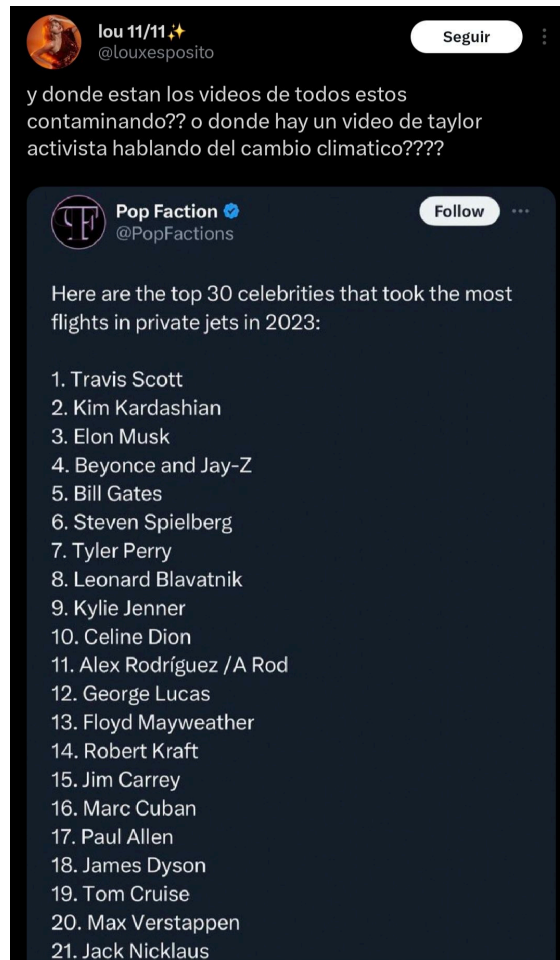 lou 11/11✨
@louxesposito
Seguir
y donde estan los videos de todos estos
contaminando?? o donde hay un video de taylor
activista hablando del cambio climatico????
PF
Pop Faction
@PopFactions
Follow
Here are the top 30 celebrities that took the most
flights in private jets in 2023:
1. Travis Scott
2. Kim Kardashian
3. Elon Musk
4. Beyonce and Jay-Z
5. Bill Gates
6. Steven Spielberg
7. Tyler Perry
8. Leonard Blavatnik
9. Kylie Jenner
10. Celine Dion
11. Alex Rodríguez /A Rod
12. George Lucas
13. Floyd Mayweather
14. Robert Kraft
15. Jim Carrey
16. Marc Cuban
17. Paul Allen
18. James Dyson
19. Tom Cruise
20. Max Verstappen
21. Jack Nicklaus